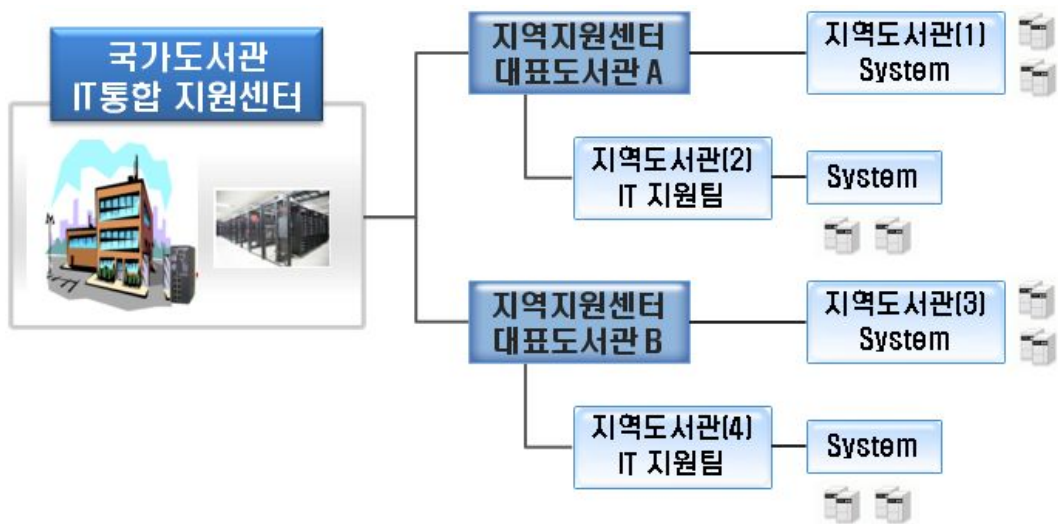 국가도서관
IT통합 지원센터
지역지원센터
대표도서관 A
지역도서관(1)
System
지역도서관(2)
IT 지원팀
System
지역지원센터
대표도서관 B
지역도서관(3)
System
지역도서관(4)
IT 지원팀
System